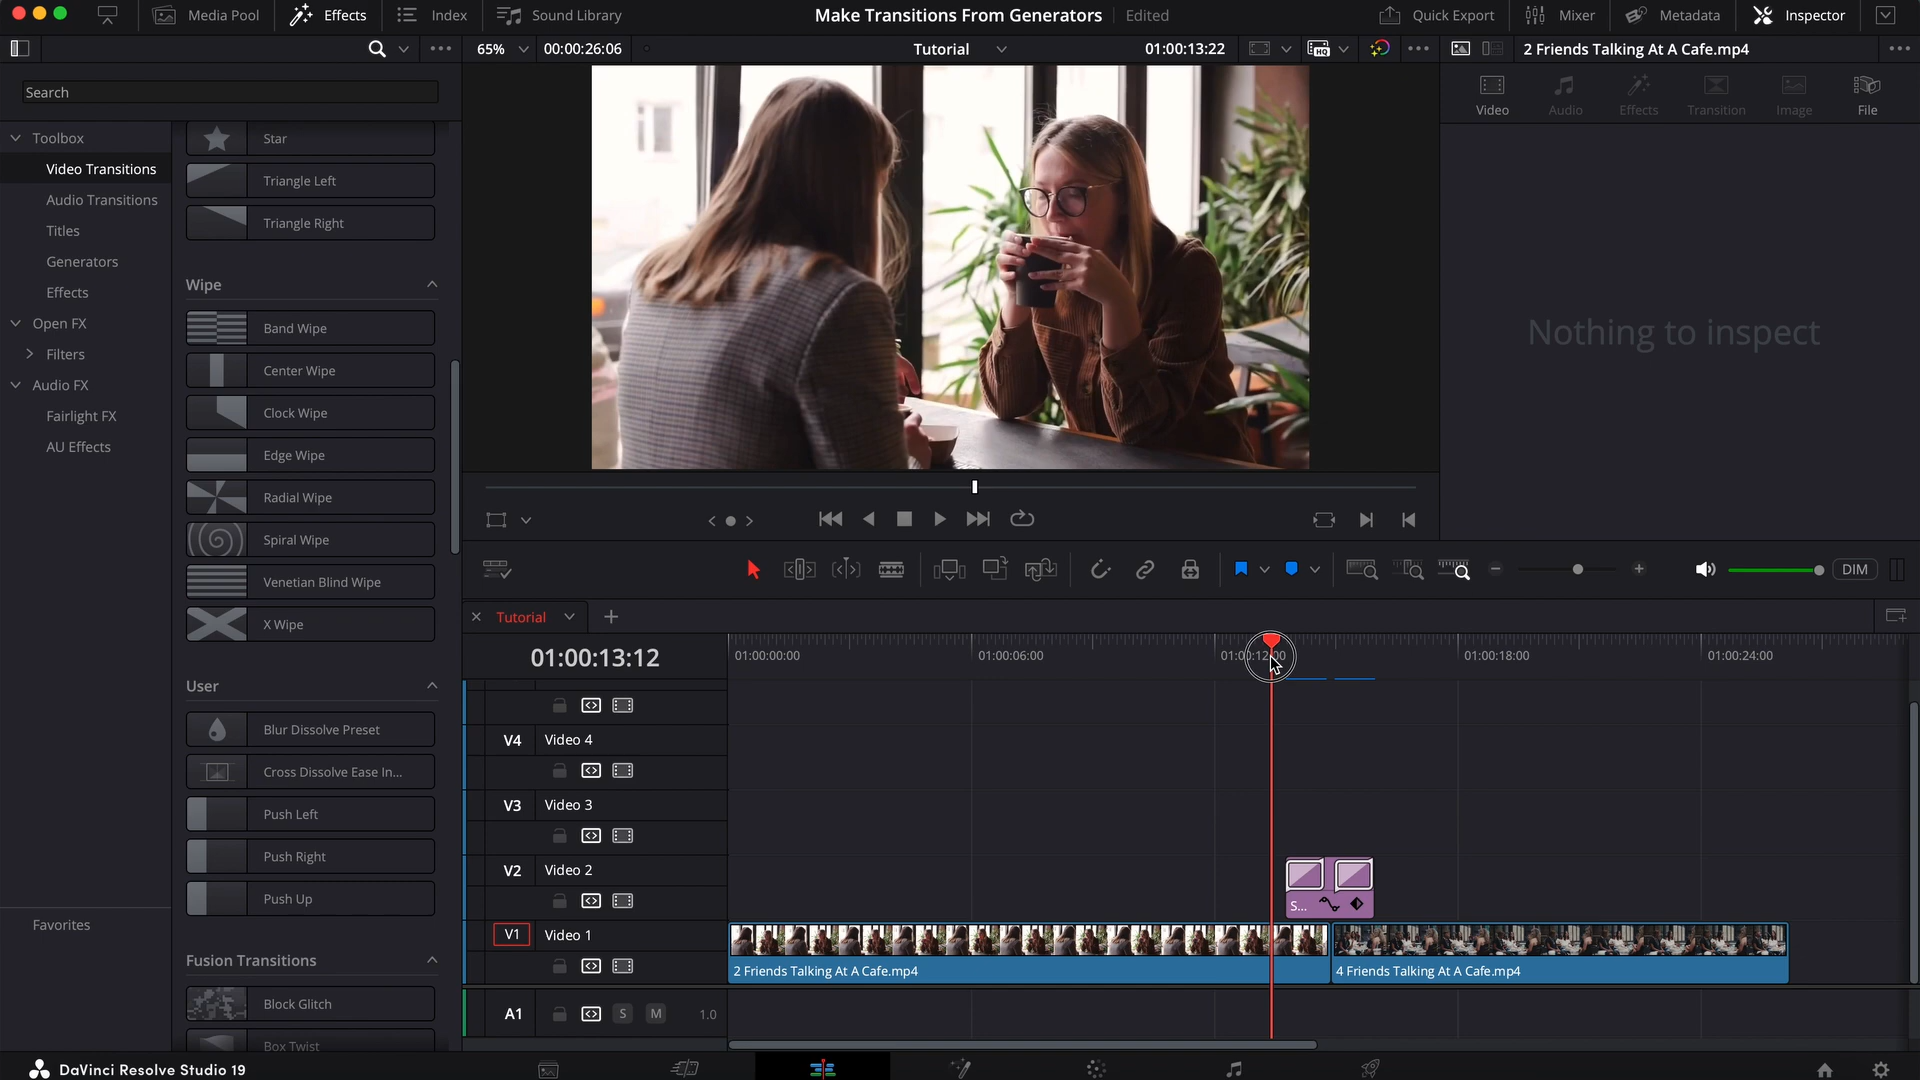 Media Pool
Effects
Index
Sound Library
Make Transitions From Generators
Edited
Quick Export
Mixer
Metadata
Inspector
65%
00:00:26:06
Tutorial
01:00:13:22
2 Friends Talking At A Cafe.mp4
Search
Video
Audio
Effects
Transition
Image
File
Toolbox
Video Transitions
Audio Transitions
Titles
Generators
Effects
Open FX
Filters
Audio FX
Fairlight FX
AU Effects
Favorites
Star
Triangle Left
Triangle Right
Wipe
Band Wipe
Center Wipe
Clock Wipe
Edge Wipe
Radial Wipe
Spiral Wipe
Venetian Blind Wipe
X Wipe
User
Blur Dissolve Preset
Cross Dissolve Ease In...
Push Left
Push Right
Push Up
Fusion Transitions
Block Glitch
Box Twist
Nothing to inspect
DIM
Tutorial
01:00:13:12
01:00:00:00
01:00:06:00
01:00:12:00
01:00:18:00
01:00:24:00
V4 Video 4
V3 Video 3
V2 Video 2
S...
V1 Video 1
2 Friends Talking At A Cafe.mp4
4 Friends Talking At A Cafe.mp4
A1 S M 1.0
DaVinci Resolve Studio 19